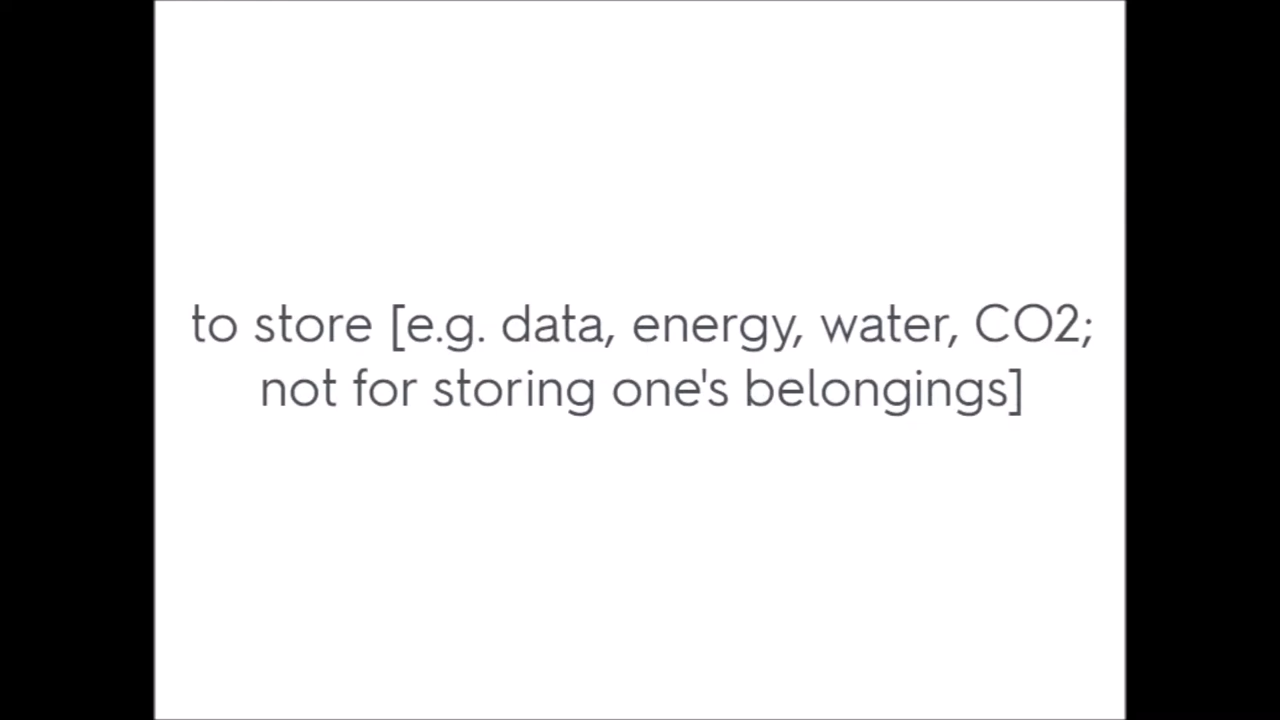 to store [e.g. data, energy, water, CO2;
not for storing one's belongings]